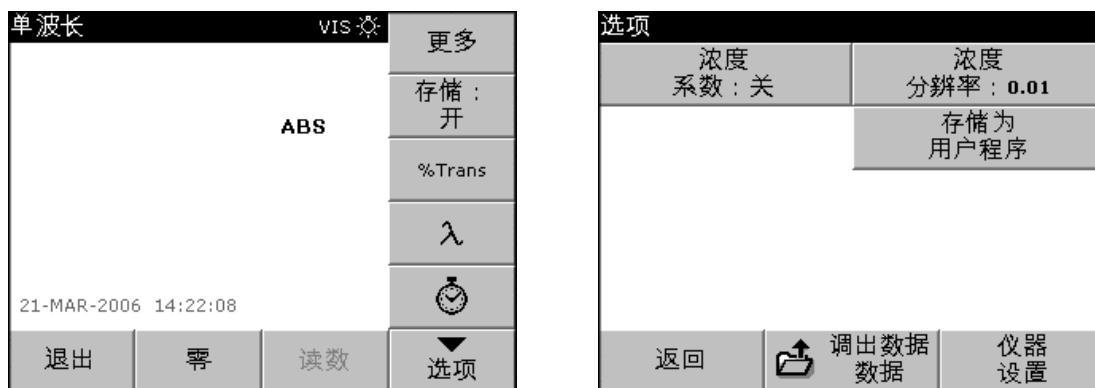 单波长 VIS
更多
存储：
开
ABS
%Trans
λ
21-MAR-2006 14:22:08
退出
零
读数
选项
选项
浓度
系数：关
浓度
分辨率：0.01
存储为
用户程序
返回
调出数据
数据
仪器
设置